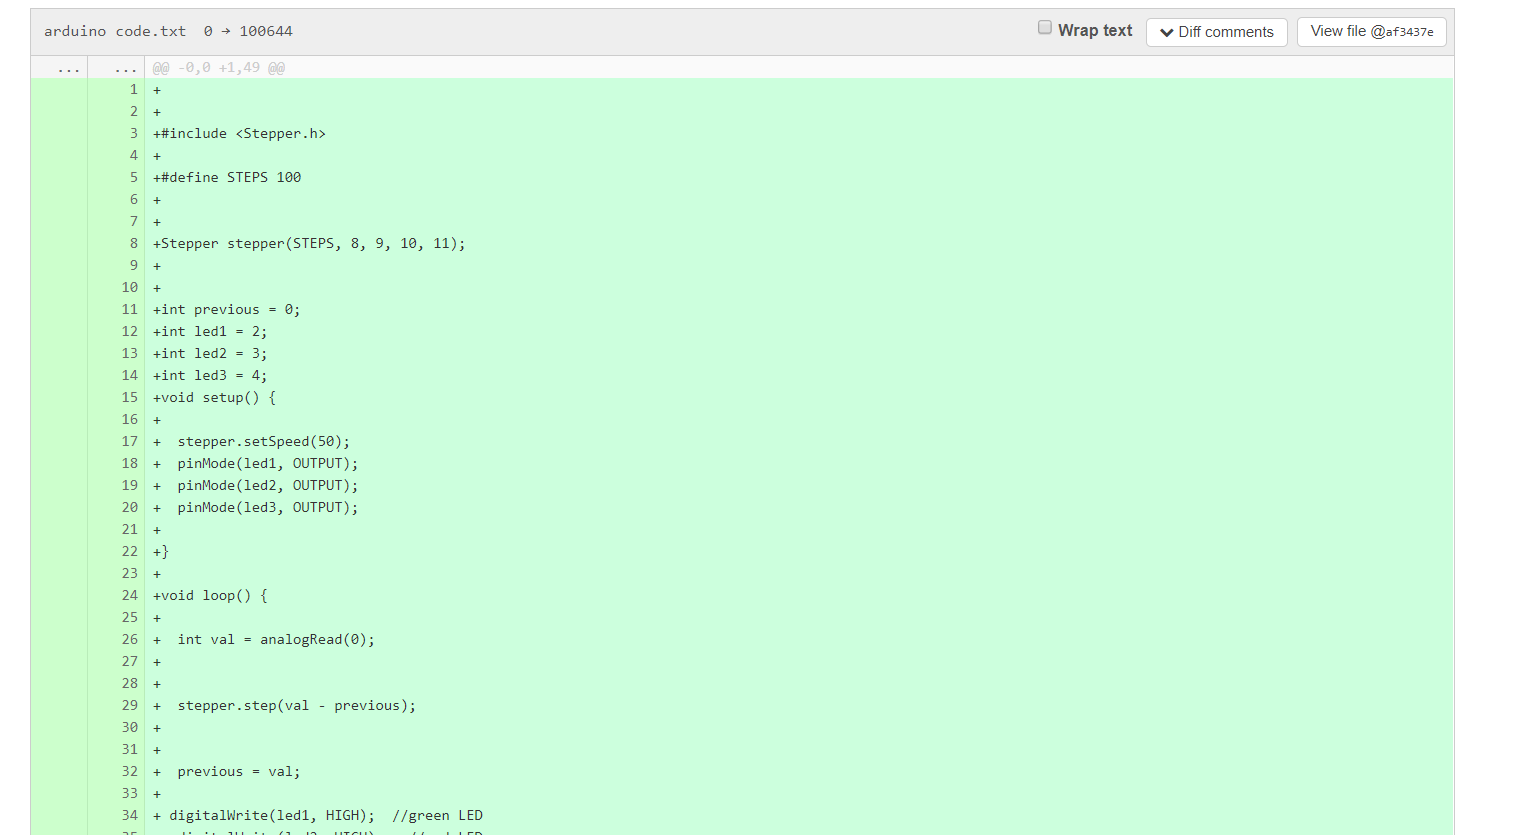 arduino code.txt 0 → 100644 Wrap text Diff comments View file @af3437e
... ... @@ -0,0 +1,49 @@
1 +
2 +
3 +#include <Stepper.h>
4 +
5 +#define STEPS 100
6 +
7 +
8 +Stepper stepper(STEPS, 8, 9, 10, 11);
9 +
10 +
11 +int previous = 0;
12 +int led1 = 2;
13 +int led2 = 3;
14 +int led3 = 4;
15 +void setup() {
16 +
17 +  stepper.setSpeed(50);
18 +  pinMode(led1, OUTPUT);
19 +  pinMode(led2, OUTPUT);
20 +  pinMode(led3, OUTPUT);
21 +
22 +}
23 +
24 +void loop() {
25 +
26 +  int val = analogRead(0);
27 +
28 +
29 +  stepper.step(val - previous);
30 +
31 +
32 +  previous = val;
33 +
34 + digitalWrite(led1, HIGH);  //green LED